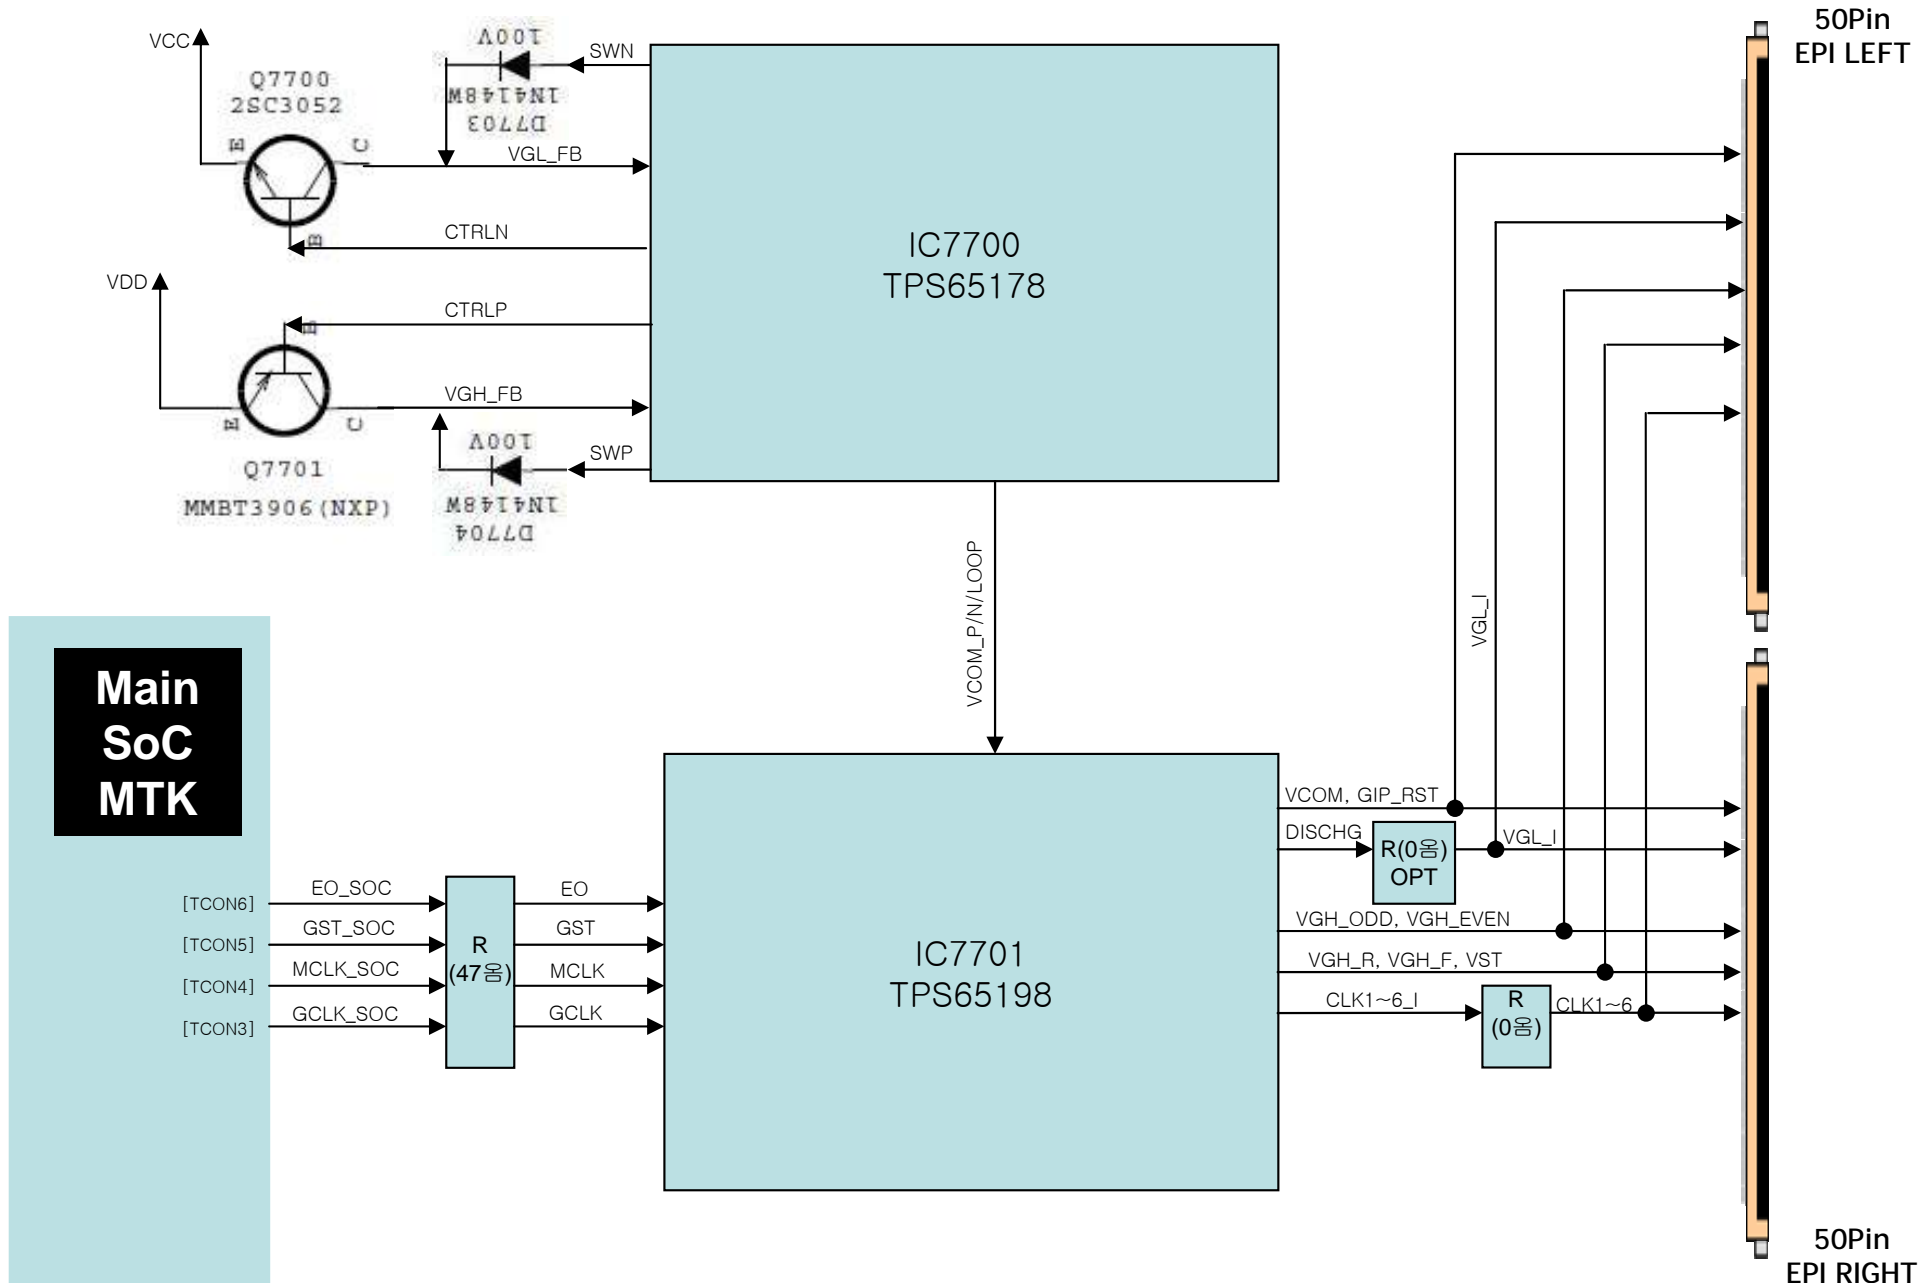 50Pin
EPI LEFT
VCC
100V
SWN
Q7700
2SC3052
1N4148W
D7703
E
C
VGL_FB
B
CTRLN
IC7700
TPS65178
VDD
CTRLP
B
VGH_FB
E
C
100V
SWP
Q7701
MMBT3906(NXP)
1N4148W
D7704
VCOM_P/N/LOOP
VGL_I
Main
SoC
MTK
VCOM, GIP_RST
DISCHG
R(0옴)
OPT
VGL_I
[TCON6]
EO_SOC
EO
VGH_ODD, VGH_EVEN
[TCON5]
GST_SOC
GST
R
(47옴)
IC7701
TPS65198
VGH_R, VGH_F, VST
[TCON4]
MCLK_SOC
MCLK
CLK1~6_I
R
(0옴)
CLK1~6
[TCON3]
GCLK_SOC
GCLK
50Pin
EPI RIGHT